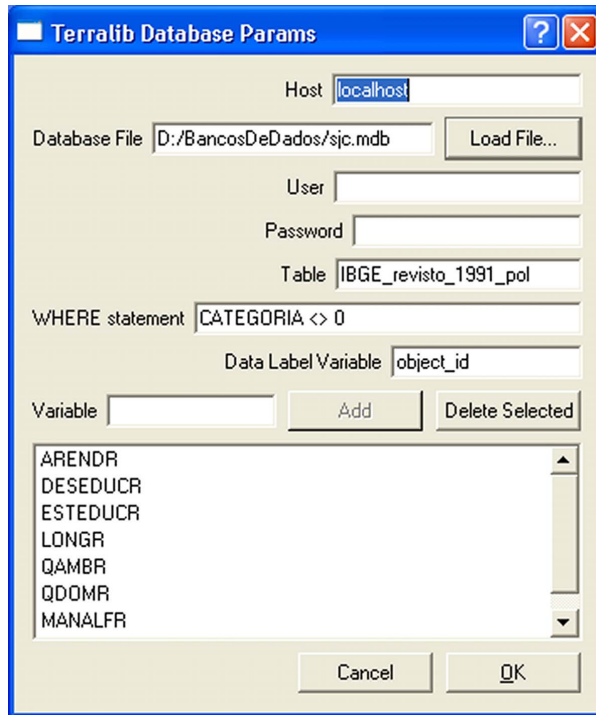 Terralib Database Params
Host localhost
Database File D:/BancosDeDados/sjc.mdb Load File...
User
Password
Table IBGE_revisto_1991_pol
WHERE statement CATEGORIA <> 0
Data Label Variable object_id
Variable Add Delete Selected
ARENDR
DESEDUCR
ESTEDUCR
LONGR
QAMBR
QDOMR
MANALFR
Cancel OK